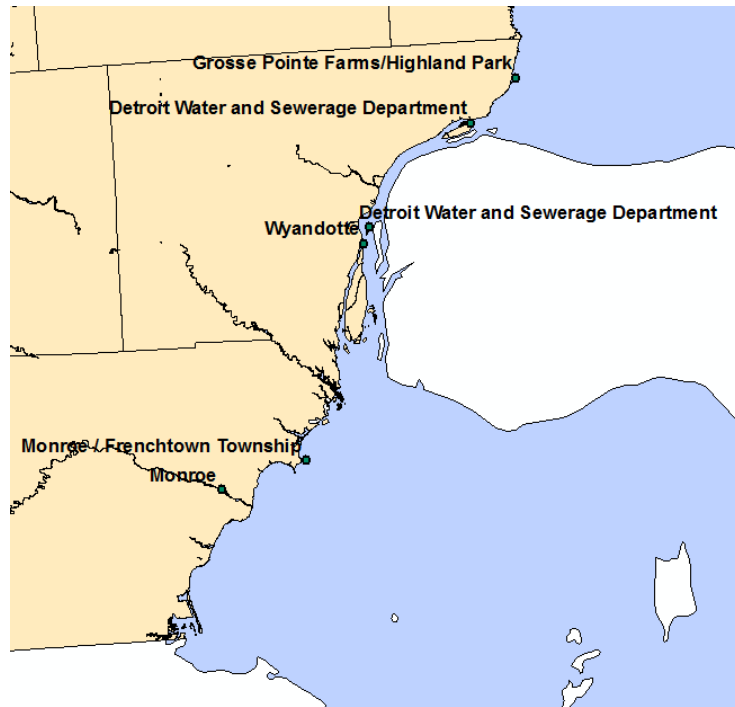 Grosse Pointe Farms/Highland Park
Detroit Water and Sewerage Department
Detroit Water and Sewerage Department
Wyandotte
Monroe / Frenchtown Township
Monroe